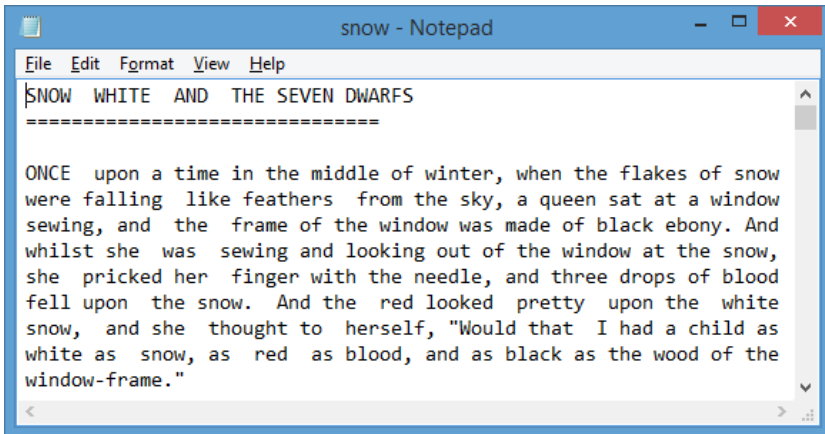 snow - Notepad
File  Edit  Format  View  Help
SNOW  WHITE  AND  THE SEVEN DWARFS
===============================

ONCE  upon a time in the middle of winter, when the flakes of snow
were falling  like feathers  from the sky, a queen sat at a window
sewing, and  the  frame of the window was made of black ebony. And
whilst she  was  sewing and looking out of the window at the snow,
she  pricked her  finger with the needle, and three drops of blood
fell upon  the snow.  And the  red looked  pretty  upon the  white
snow,  and she  thought to  herself, "Would that  I had a child as
white as  snow, as  red  as blood, and as black as the wood of the
window-frame."